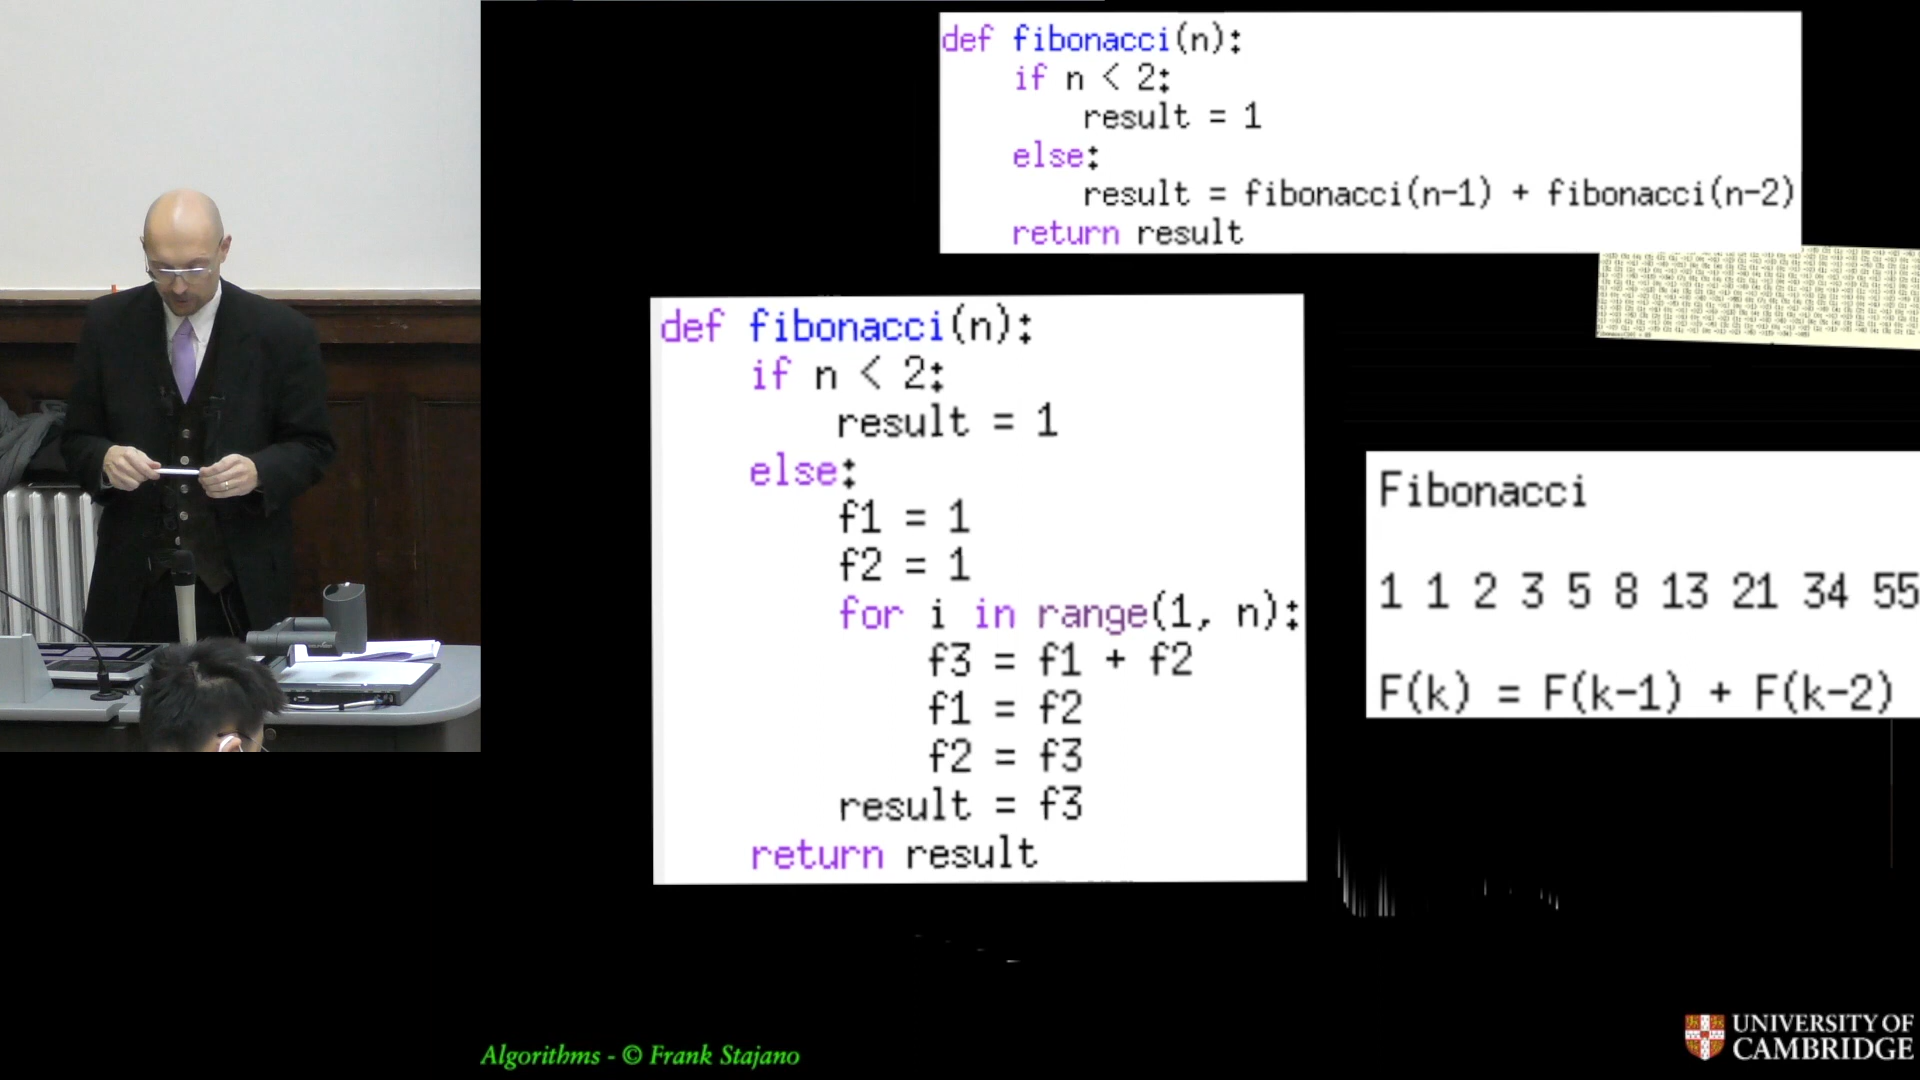 def fibonacci(n):
    if n < 2:
        result = 1
    else:
        result = fibonacci(n-1) + fibonacci(n-2)
    return result
def fibonacci(n):
    if n < 2:
        result = 1
    else:
        f1 = 1
        f2 = 1
        for i in range(1, n):
            f3 = f1 + f2
            f1 = f2
            f2 = f3
        result = f3
    return result
Fibonacci
1 1 2 3 5 8 13 21 34 55
F(k) = F(k-1) + F(k-2)
Algorithms - © Frank Stajano
UNIVERSITY OF
CAMBRIDGE